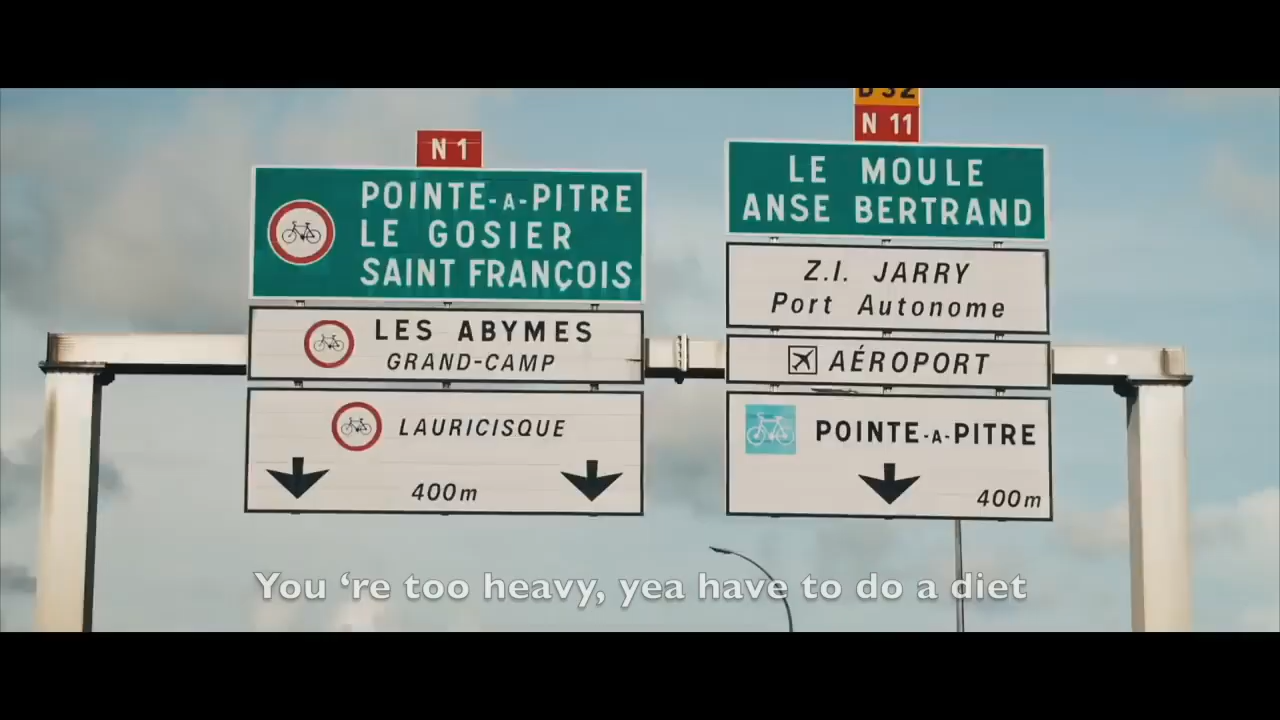 N 1
POINTE-A-PITRE
LE GOSIER
SAINT FRANÇOIS
LES ABYMES
GRAND-CAMP
LAURICISQUE
400m
D 32
N 11
LE MOULE
ANSE BERTRAND
Z.I. JARRY
Port Autonome
AÉROPORT
POINTE-A-PITRE
400m
You ‘re too heavy, yea have to do a diet